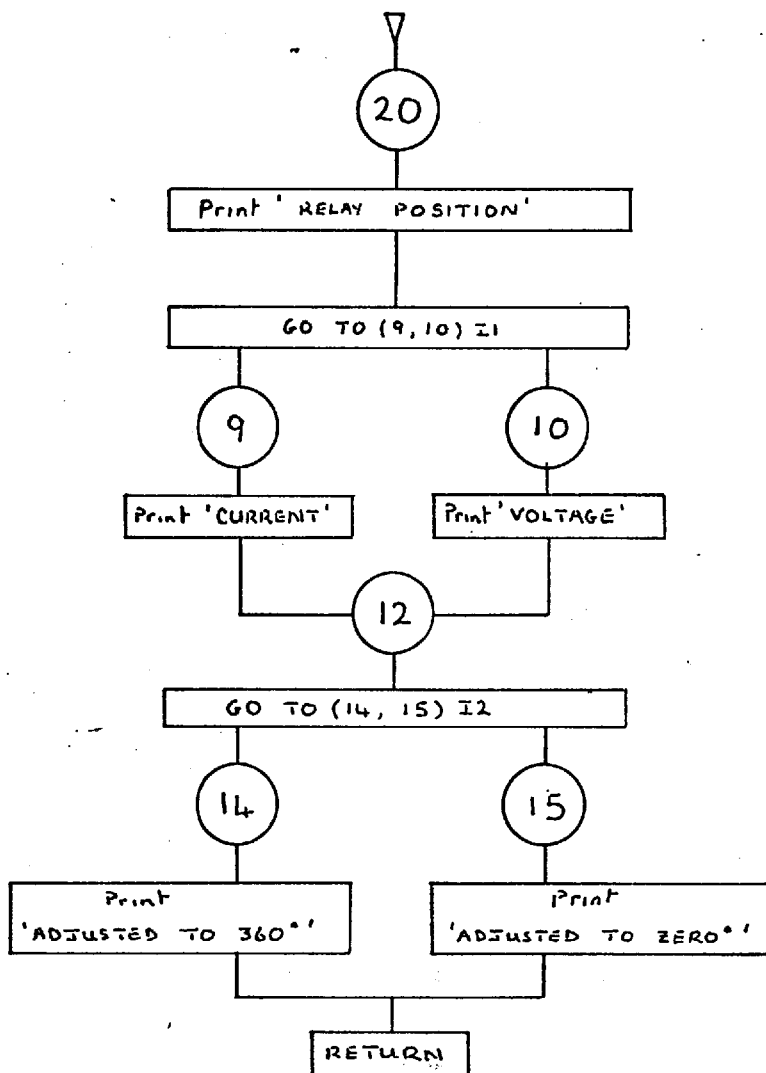 20
Print ' RELAY POSITION'
GO TO (9, 10) I1
9
10
Print 'CURRENT'
Print 'VOLTAGE'
12
GO TO (14, 15) I2
14
15
Print
'ADJUSTED TO 360°'
Print
'ADJUSTED TO ZERO°'
RETURN